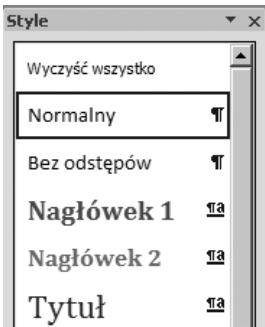 Style
Wyczyść wszystko
Normalny ¶
Bez odstępów ¶
Nagłówek 1 ¶a
Nagłówek 2 ¶a
Tytuł ¶a